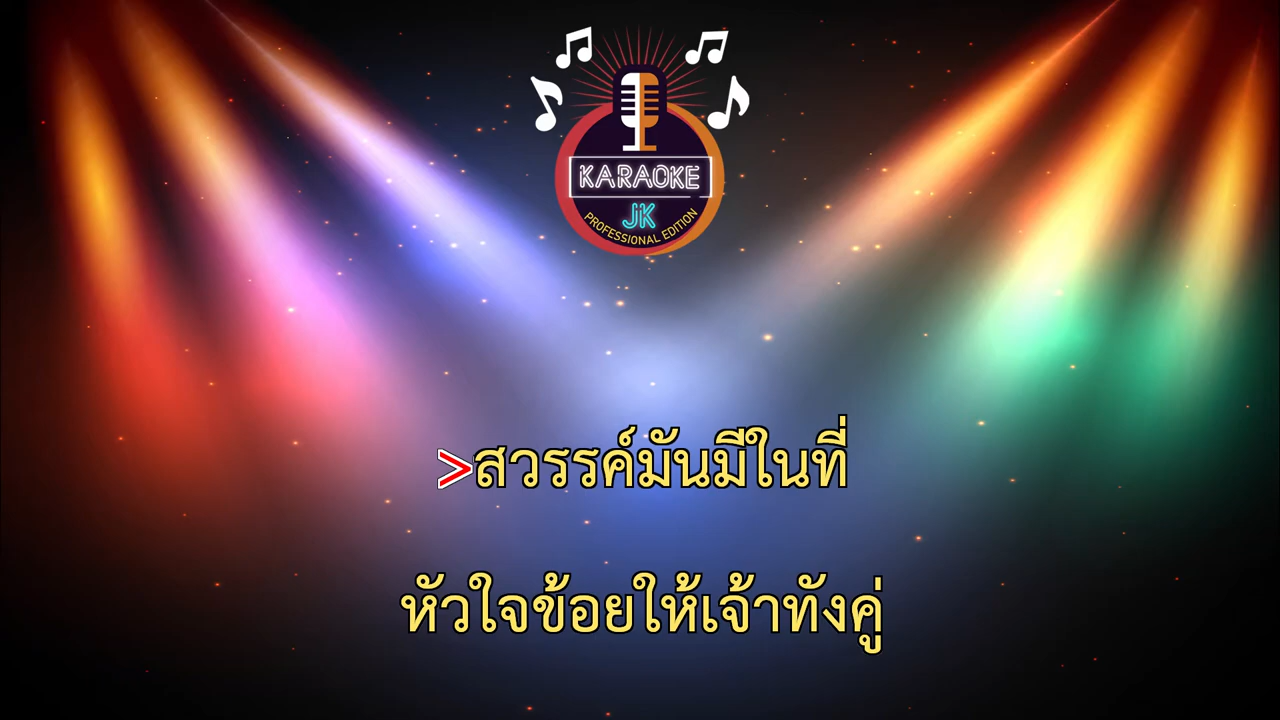 KARAOKE
JK
PROFESSIONAL EDITION
>สวรรค์มันมีในที่
หัวใจข้อยให้เจ้าทังคู่